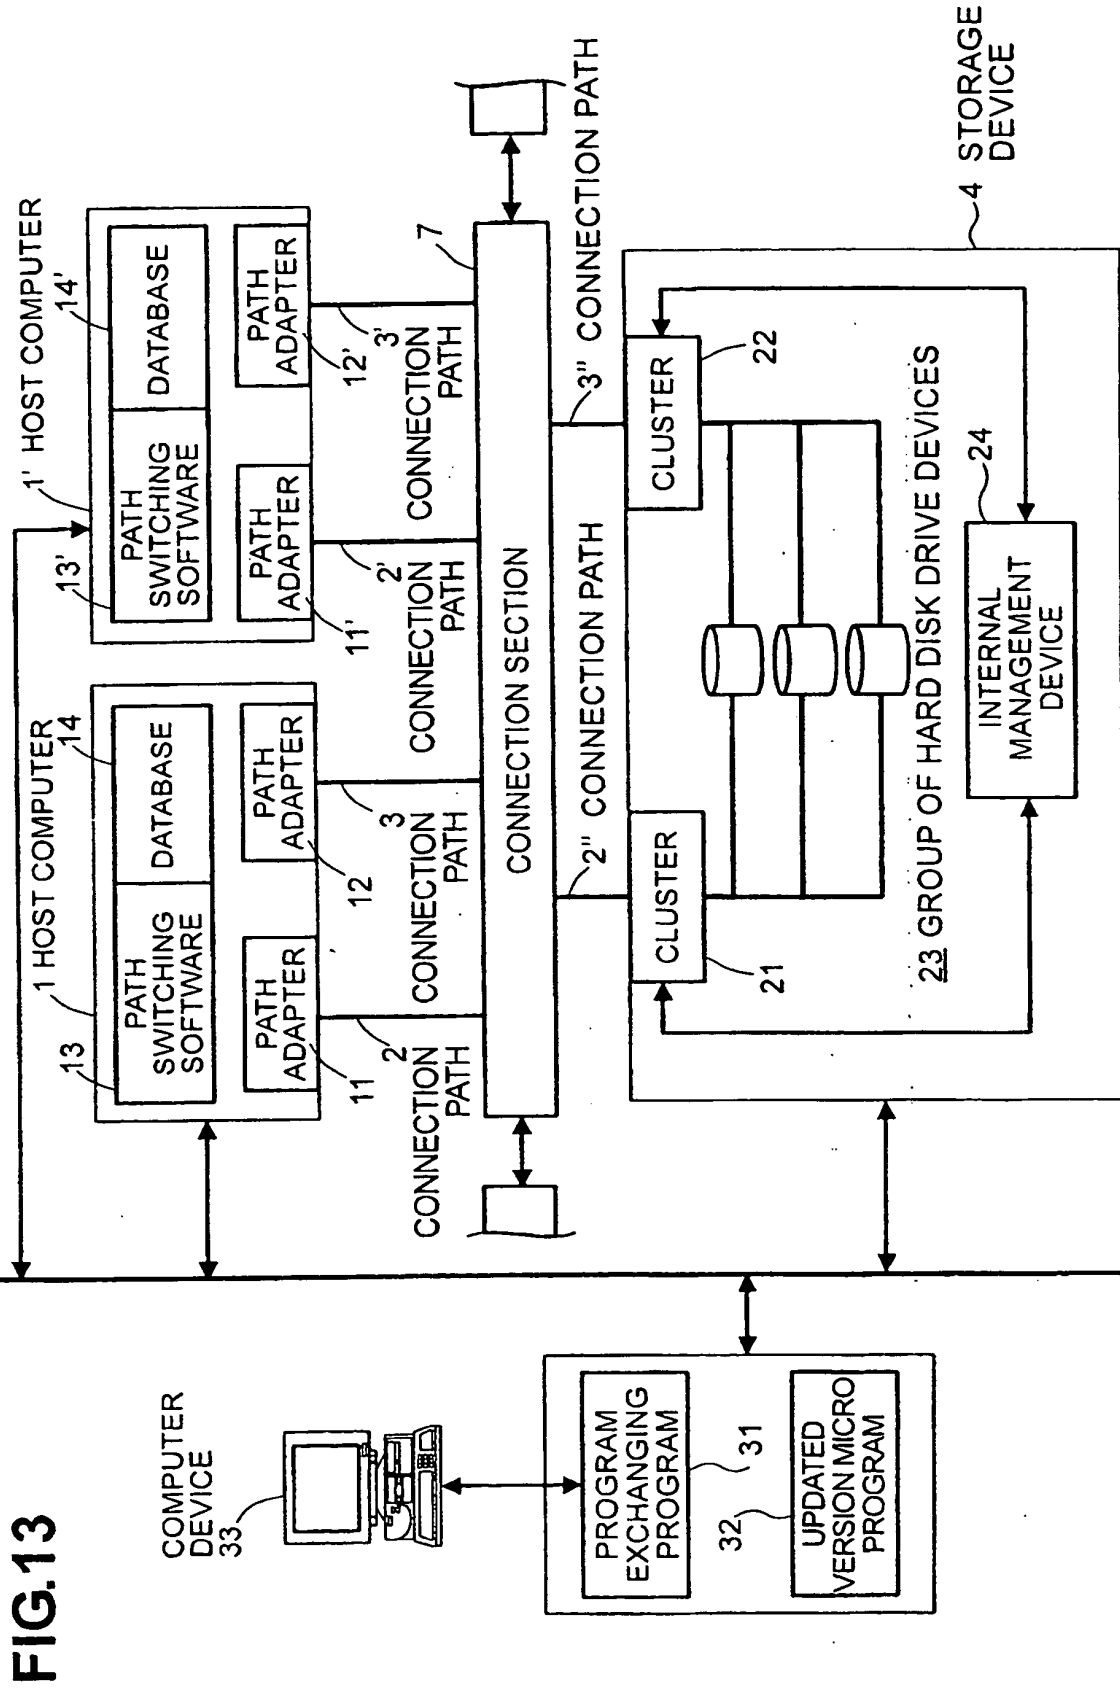 FIG.13
COMPUTER
DEVICE
33
PROGRAM
EXCHANGING
PROGRAM
31
32
UPDATED
VERSION MICRO
PROGRAM
1 HOST COMPUTER
13
14
PATH
SWITCHING
SOFTWARE
DATABASE
PATH
ADAPTER
11
PATH
ADAPTER
12
2
CONNECTION
PATH
3
CONNECTION
PATH
1' HOST COMPUTER
13'
14'
PATH
SWITCHING
SOFTWARE
DATABASE
PATH
ADAPTER
11'
PATH
ADAPTER
12'
2'
CONNECTION
PATH
3'
CONNECTION
PATH
7
CONNECTION SECTION
2" CONNECTION PATH
3" CONNECTION PATH
CLUSTER
21
CLUSTER
22
23 GROUP OF HARD DISK DRIVE DEVICES
24
INTERNAL
MANAGEMENT
DEVICE
4 STORAGE
DEVICE